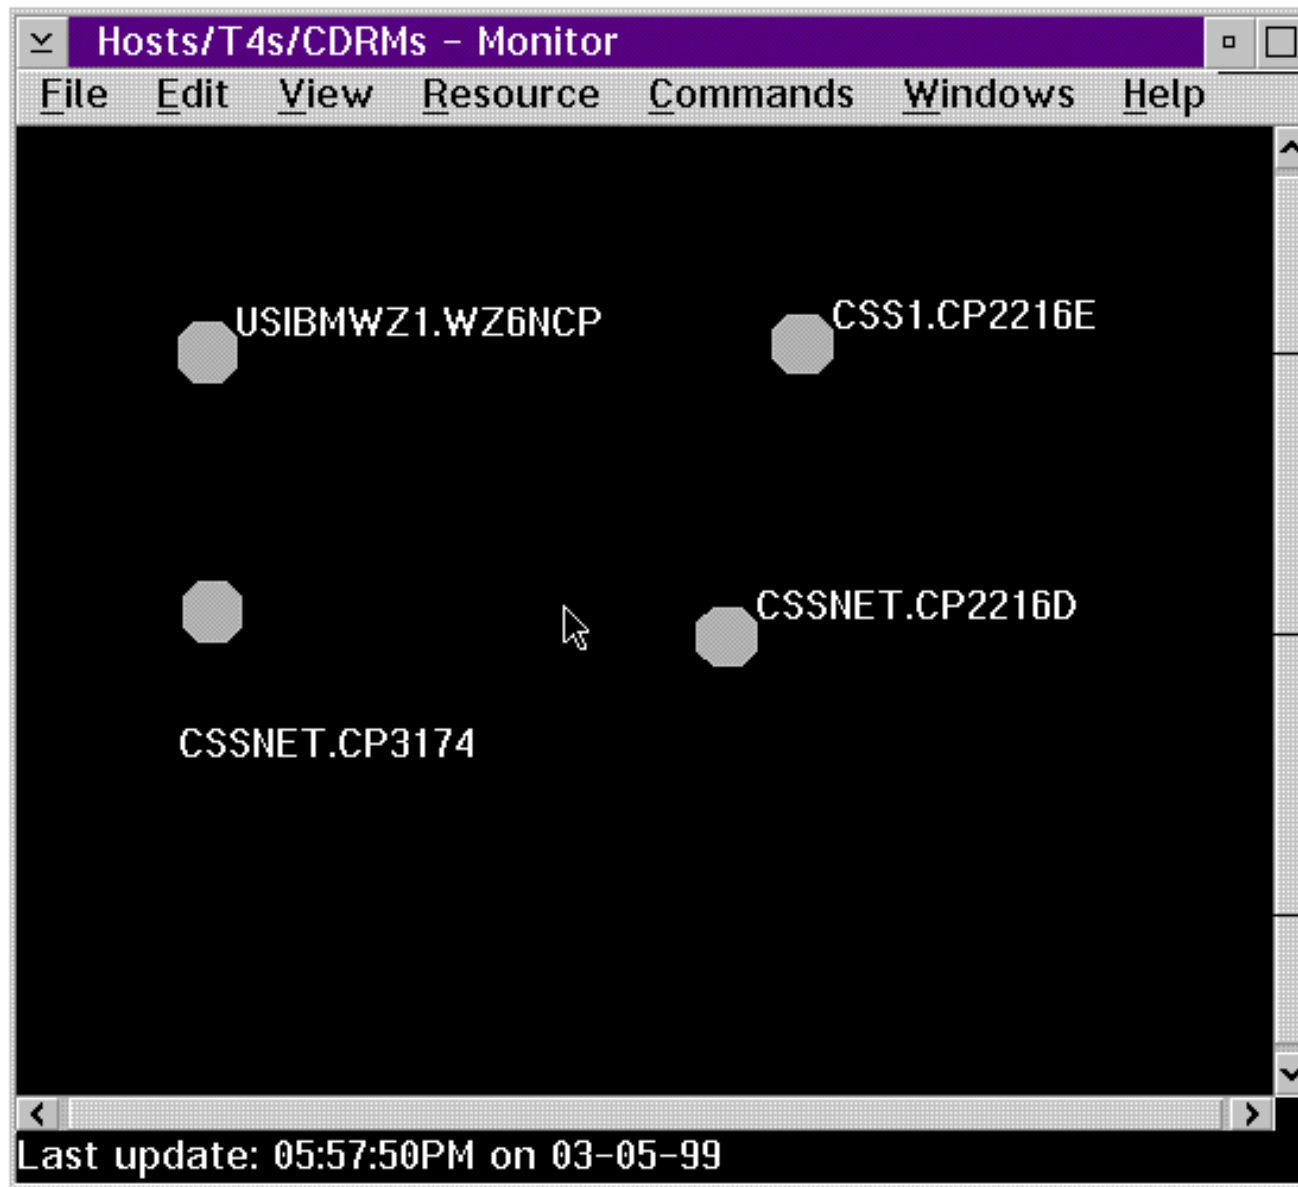 Hosts/T4s/CDRMs - Monitor
File Edit View Resource Commands Windows Help
USIBMWZ1.WZ6NCP
CSS1.CP2216E
CSSNET.CP2216D
CSSNET.CP3174
Last update: 05:57:50PM on 03-05-99